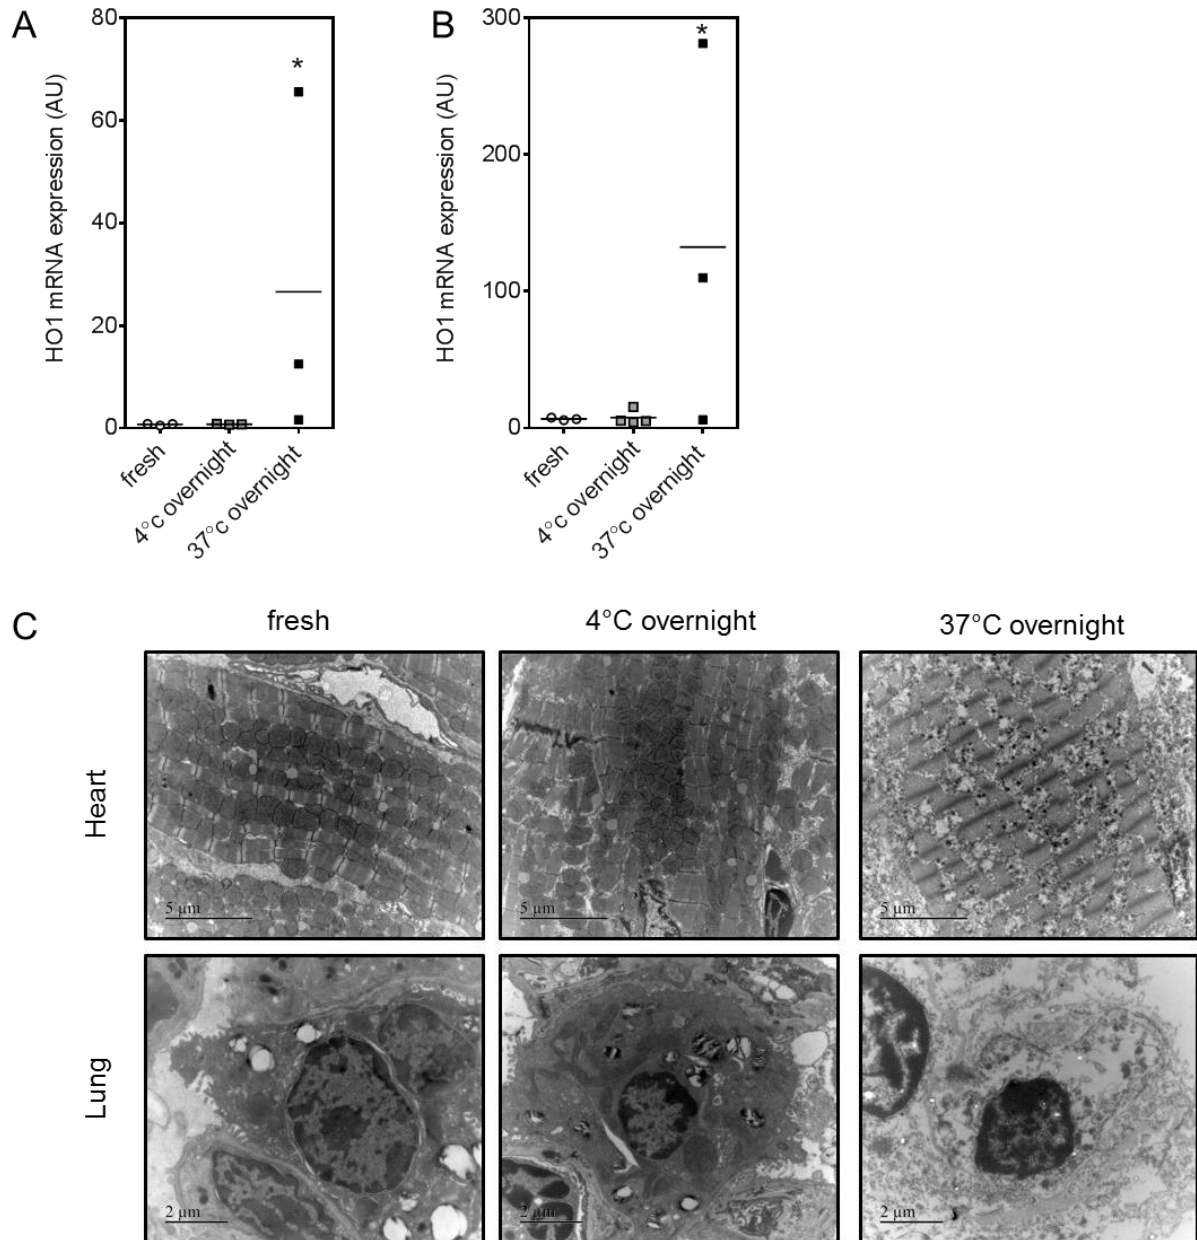 A
HO1 mRNA expression (AU)
80
60
40
20
0
*
fresh
4°c overnight
37°c overnight
B
HO1 mRNA expression (AU)
300
200
100
0
*
fresh
4°c overnight
37°c overnight
C
fresh
4°C overnight
37°C overnight
Heart
5 µm
5 µm
5 µm
Lung
2 µm
2 µm
2 µm